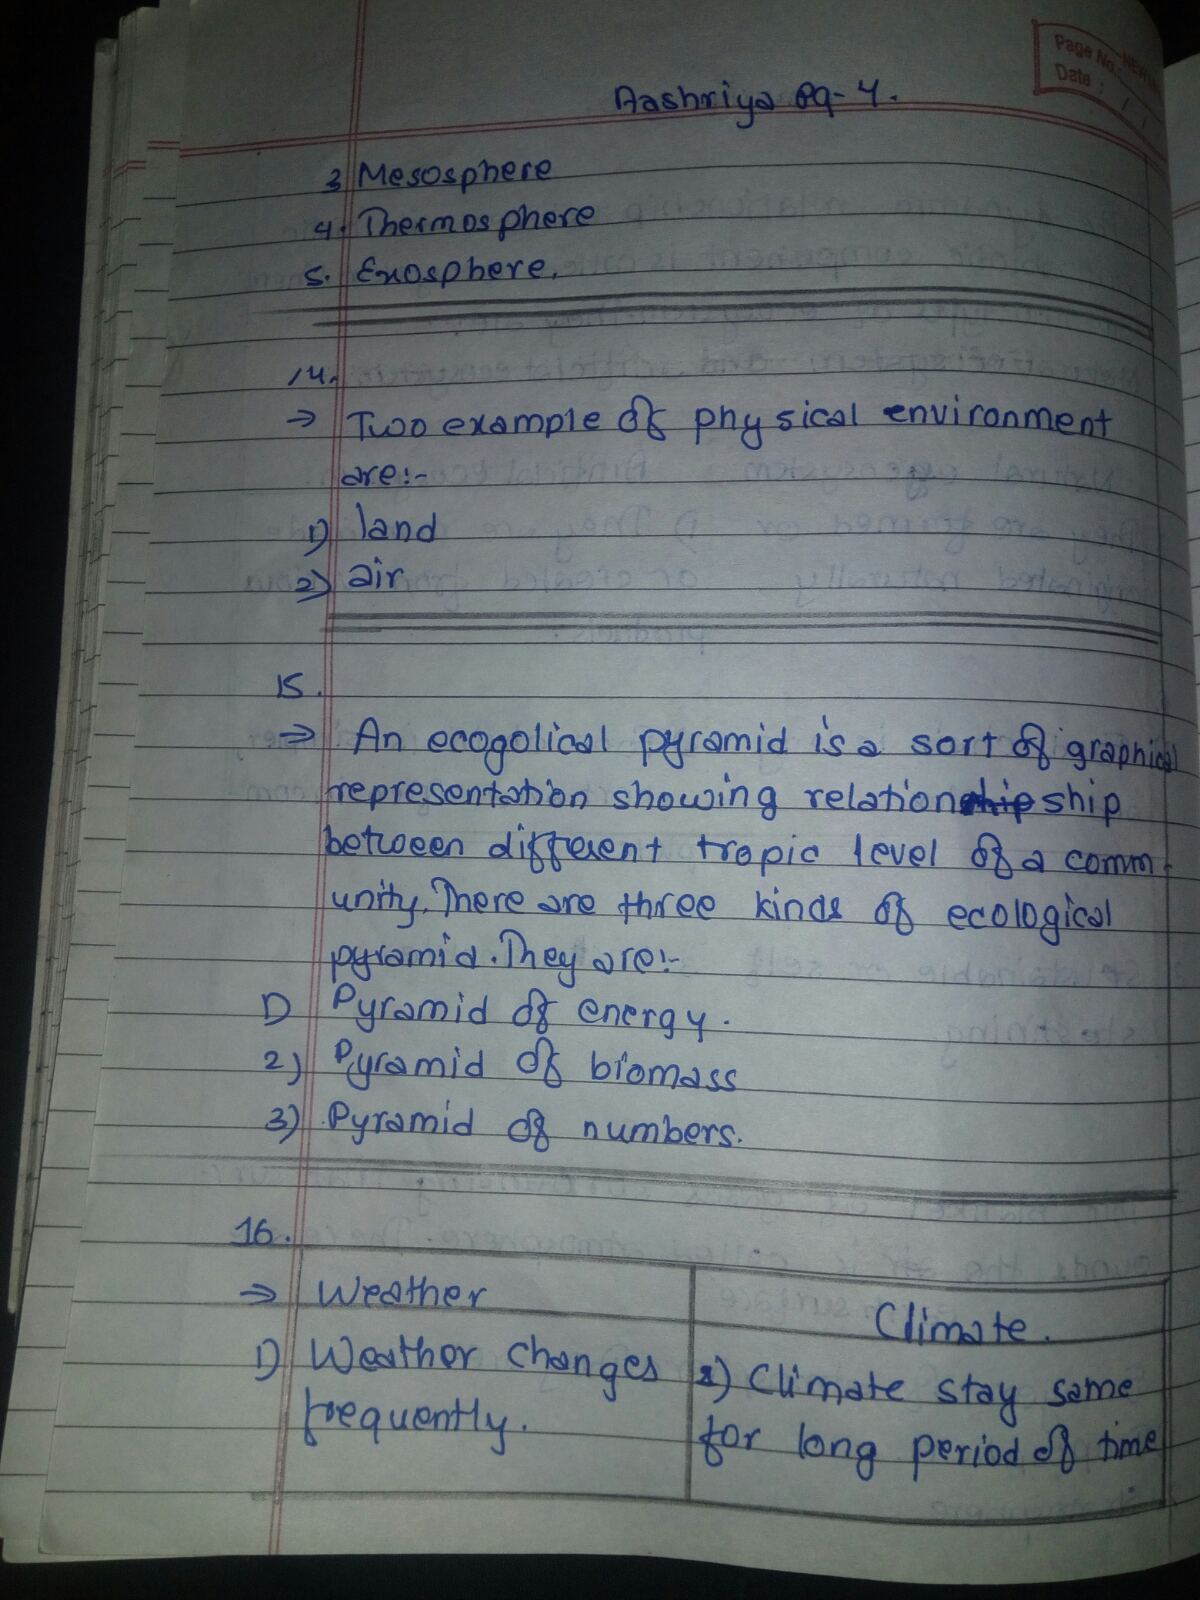 Page No.: NEW
Date : / /
Aashriya pg-4.
3 Mesosphere
4. Thermosphere
5. Exosphere.
14.
→ Two example of physical environment
are:-
1) land
2) air
15.
→ An ecogolical pyramid is a sort of graphical
representation showing relationship ship
between different tropic level of a comm-
unity. There are three kinds of ecological
pyramid. They are:-
1) Pyramid of energy.
2) Pyramid of biomass
3) Pyramid of numbers.
16.
→ Weather
Climate.
1) Weather changes
frequently.
1) Climate stay same
for long period of time